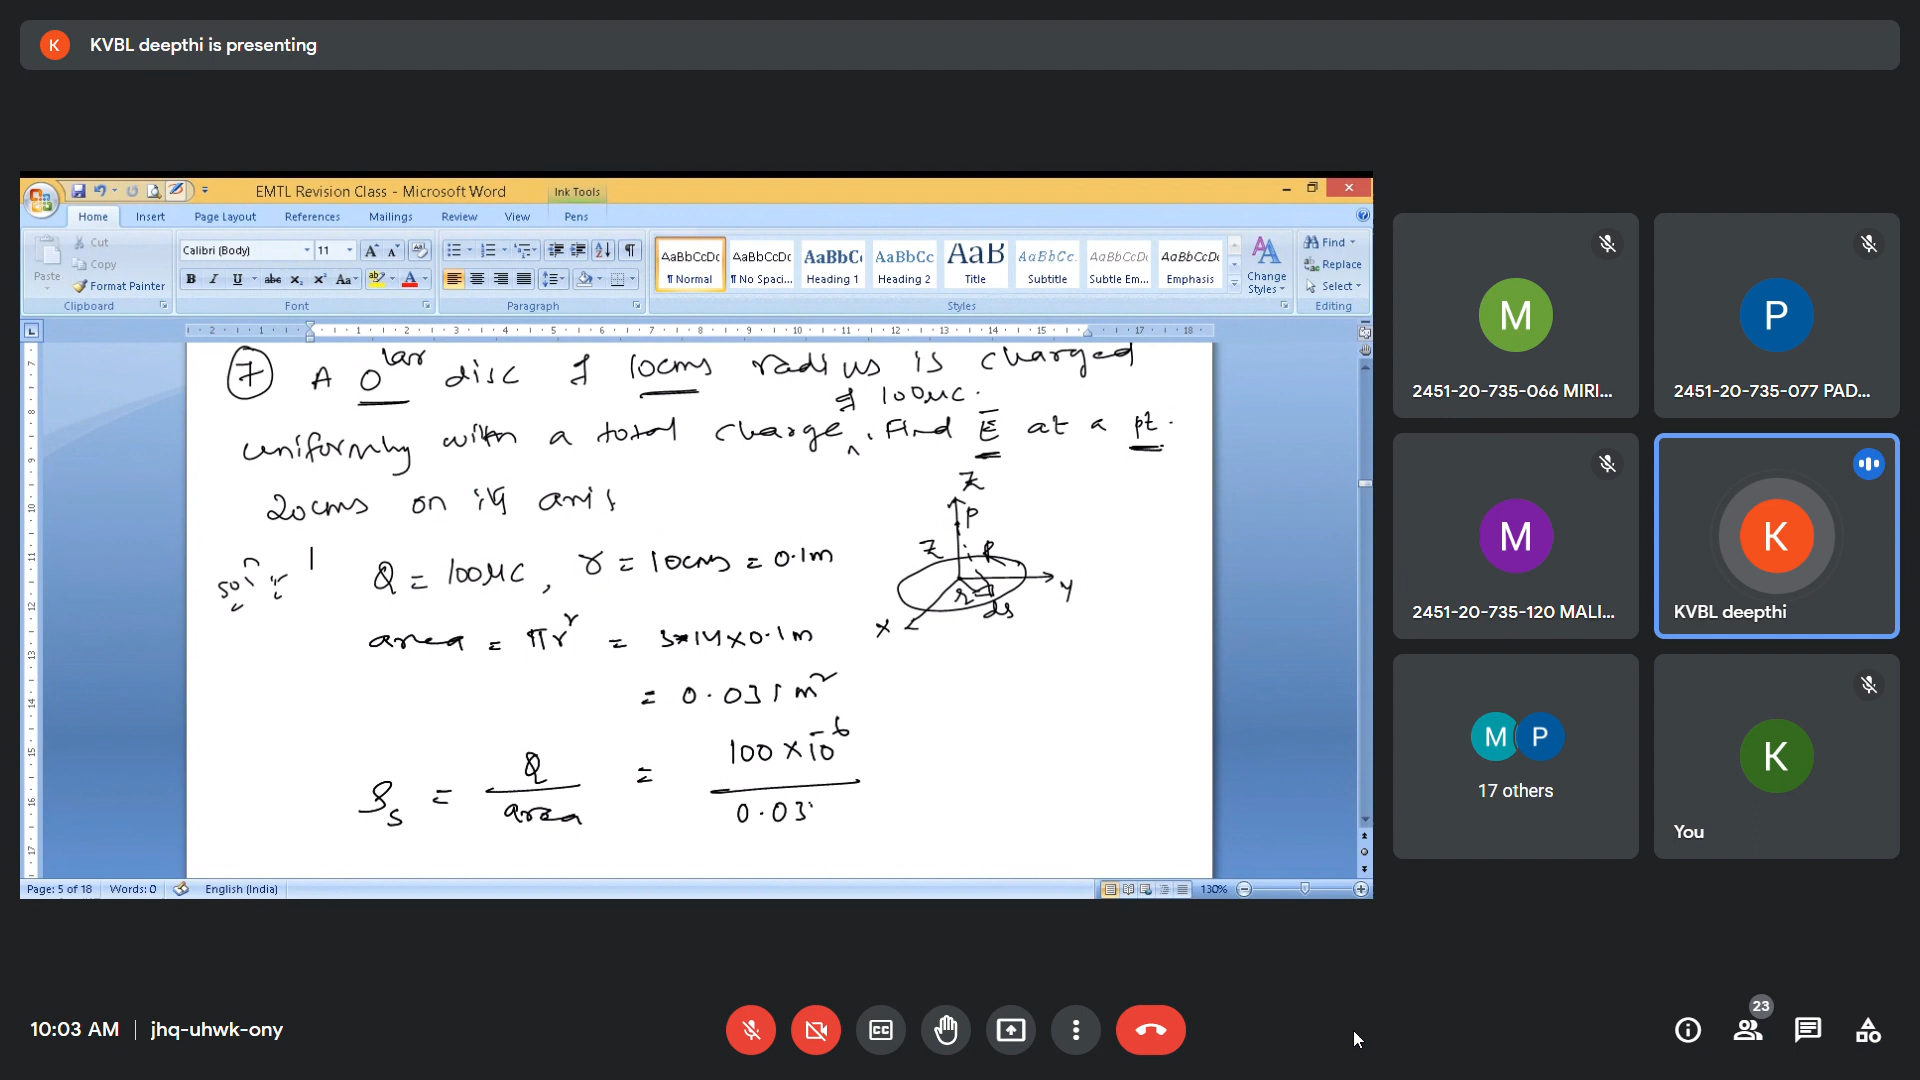 K KVBL deepthi is presenting
EMTL Revision Class - Microsoft Word Ink Tools
Home Insert Page Layout References Mailings Review View Pens
Cut
Copy
Paste
Format Painter
Clipboard
Calibri (Body) 11
Font
Paragraph
AaBbCcDc AaBbCcDc AaBbC AaBbCc AaB AaBbCc. AaBbCcDc AaBbCcDc
¶ Normal ¶ No Spaci... Heading 1 Heading 2 Title Subtitle Subtle Em... Emphasis
Change Styles
Styles
Find
Replace
Select
Editing
7 A O lar disc of 10cms radius is charged
uniformly with a total charge of 100μC. Find E at a pt.
20cms on its axis
Soln: Q = 100μC, r = 10cms = 0.1m
area = πr² = 3.14 x 0.1m
= 0.031 m²
ρs = Q / area = 100 x 10-6 / 0.03
Z
P
Z R
Y
r ds
X
Page: 5 of 18 Words: 0 English (India) 130%
M
2451-20-735-066 MIRI...
P
2451-20-735-077 PAD...
M
2451-20-735-120 MALI...
K
KVBL deepthi
M P
17 others
K
You
10:03 AM | jhq-uhwk-ony
CC
23